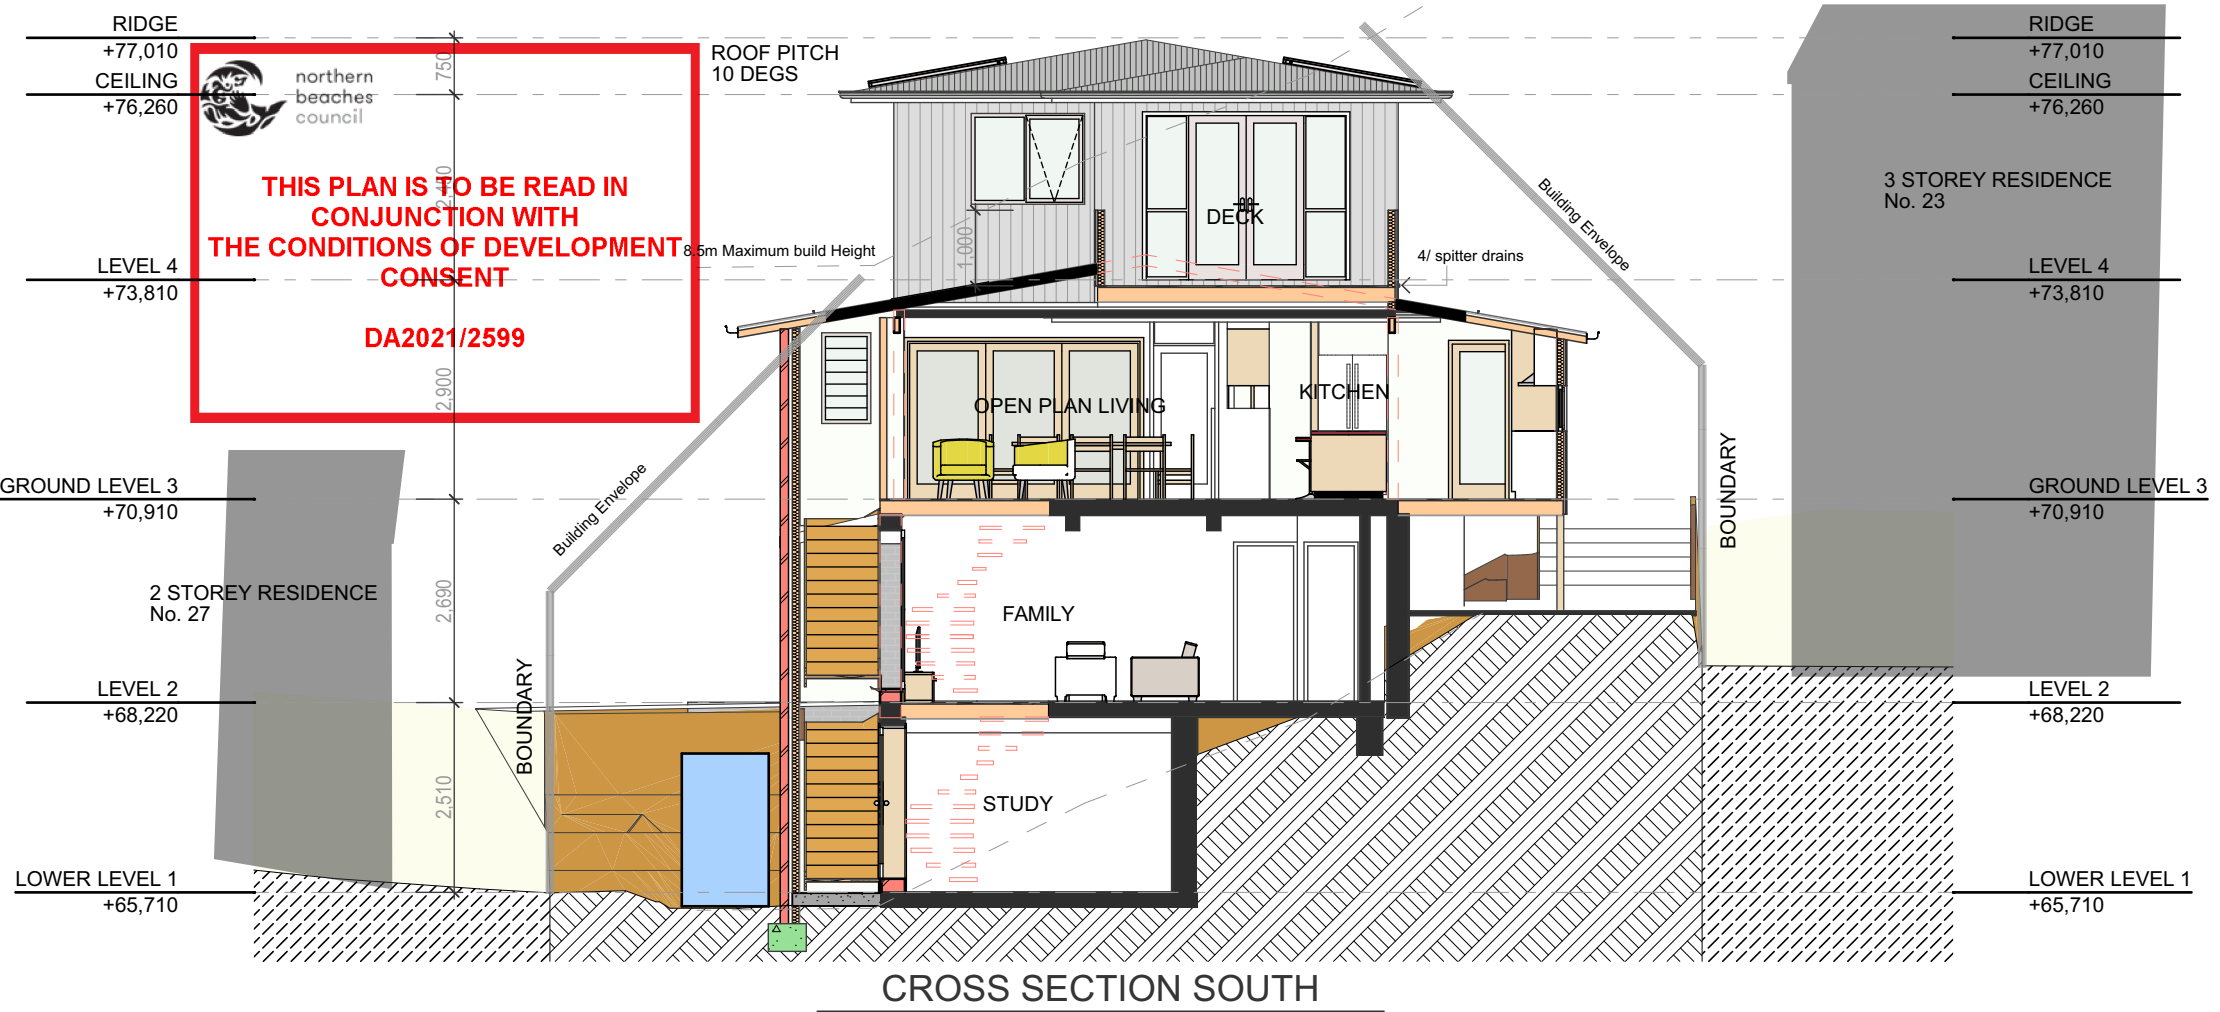 RIDGE
+77,010
CEILING
+76,260
LEVEL 4
+73,810
GROUND LEVEL 3
+70,910
2 STOREY RESIDENCE
No. 27
LEVEL 2
+68,220
LOWER LEVEL 1
+65,710
northern
beaches
council
THIS PLAN IS TO BE READ IN
CONJUNCTION WITH
THE CONDITIONS OF DEVELOPMENT
CONSENT
DA2021/2599
750
2,450
2,900
2,690
2,510
ROOF PITCH
10 DEGS
8.5m Maximum build Height
1,000
DECK
4/ spitter drains
Building Envelope
Building Envelope
OPEN PLAN LIVING
KITCHEN
FAMILY
STUDY
BOUNDARY
BOUNDARY
3 STOREY RESIDENCE
No. 23
RIDGE
+77,010
CEILING
+76,260
LEVEL 4
+73,810
GROUND LEVEL 3
+70,910
LEVEL 2
+68,220
LOWER LEVEL 1
+65,710
CROSS SECTION SOUTH